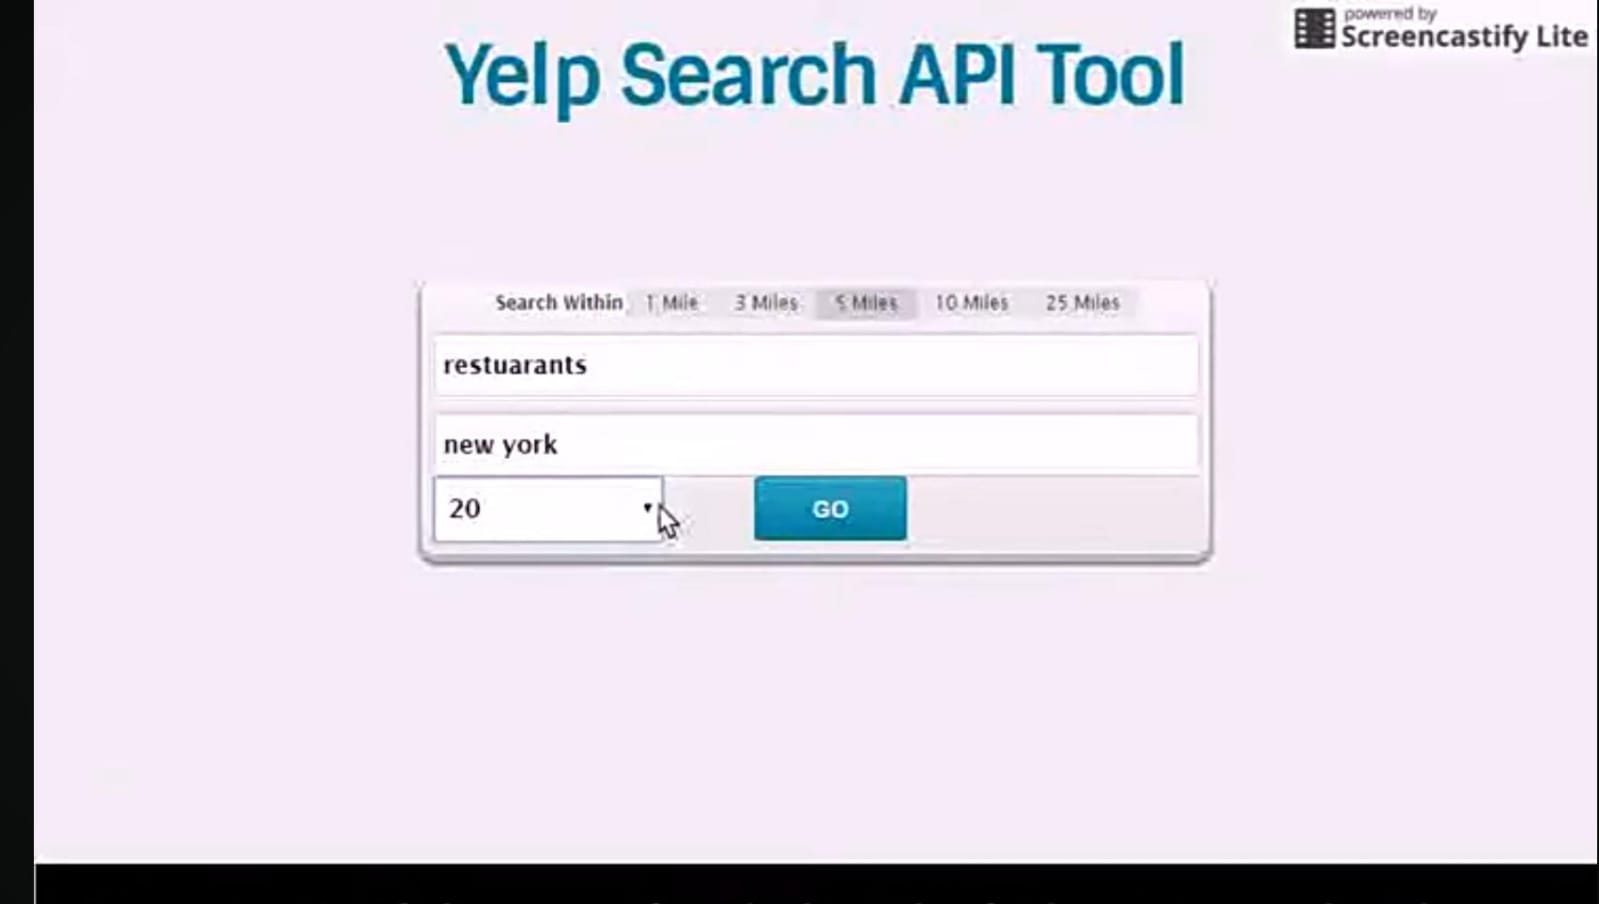 powered by
Screencastify Lite
Yelp Search API Tool
Search Within 1 Mile 3 Miles 5 Miles 10 Miles 25 Miles
restuarants
new york
20
GO